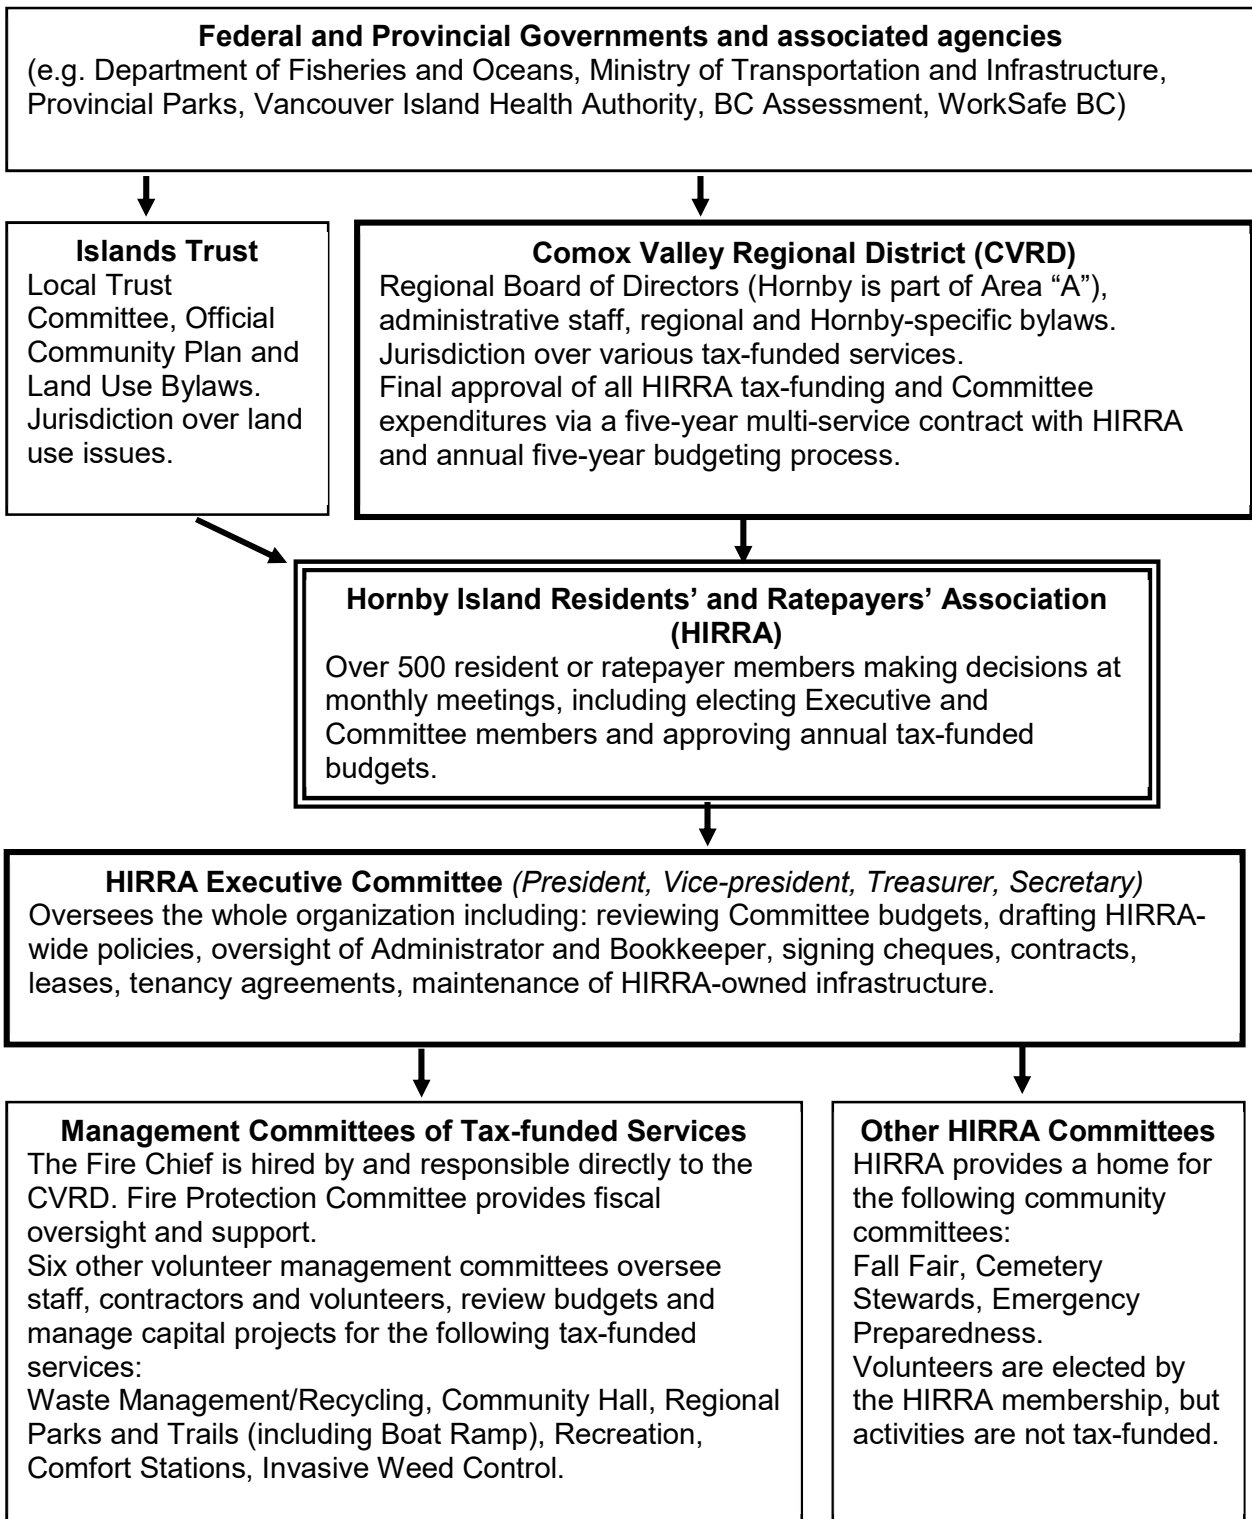 Federal and Provincial Governments and associated agencies
(e.g. Department of Fisheries and Oceans, Ministry of Transportation and Infrastructure,
Provincial Parks, Vancouver Island Health Authority, BC Assessment, WorkSafe BC)
Islands Trust
Local Trust
Committee, Official
Community Plan and
Land Use Bylaws.
Jurisdiction over land
use issues.
Comox Valley Regional District (CVRD)
Regional Board of Directors (Hornby is part of Area “A”),
administrative staff, regional and Hornby-specific bylaws.
Jurisdiction over various tax-funded services.
Final approval of all HIRRA tax-funding and Committee
expenditures via a five-year multi-service contract with HIRRA
and annual five-year budgeting process.
Hornby Island Residents’ and Ratepayers’ Association
(HIRRA)
Over 500 resident or ratepayer members making decisions at
monthly meetings, including electing Executive and
Committee members and approving annual tax-funded
budgets.
HIRRA Executive Committee (President, Vice-president, Treasurer, Secretary)
Oversees the whole organization including: reviewing Committee budgets, drafting HIRRA-
wide policies, oversight of Administrator and Bookkeeper, signing cheques, contracts,
leases, tenancy agreements, maintenance of HIRRA-owned infrastructure.
Management Committees of Tax-funded Services
The Fire Chief is hired by and responsible directly to the
CVRD. Fire Protection Committee provides fiscal
oversight and support.
Six other volunteer management committees oversee
staff, contractors and volunteers, review budgets and
manage capital projects for the following tax-funded
services:
Waste Management/Recycling, Community Hall, Regional
Parks and Trails (including Boat Ramp), Recreation,
Comfort Stations, Invasive Weed Control.
Other HIRRA Committees
HIRRA provides a home for
the following community
committees:
Fall Fair, Cemetery
Stewards, Emergency
Preparedness.
Volunteers are elected by
the HIRRA membership, but
activities are not tax-funded.